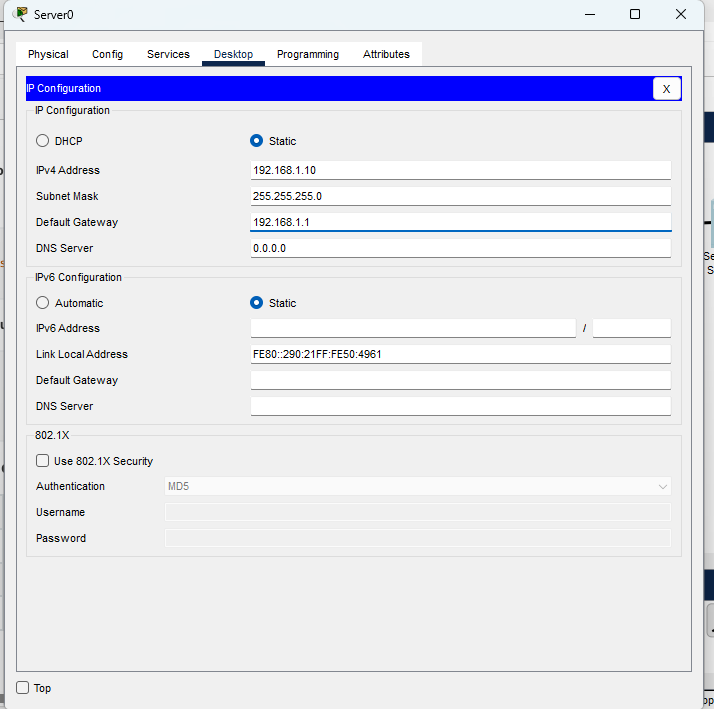 Server0
Physical Config Services Desktop Programming Attributes
IP Configuration X
IP Configuration
DHCP Static
IPv4 Address 192.168.1.10
Subnet Mask 255.255.255.0
Default Gateway 192.168.1.1
DNS Server 0.0.0.0
IPv6 Configuration
Automatic Static
IPv6 Address /
Link Local Address FE80::290:21FF:FE50:4961
Default Gateway
DNS Server
802.1X
Use 802.1X Security
Authentication MD5
Username
Password
Top